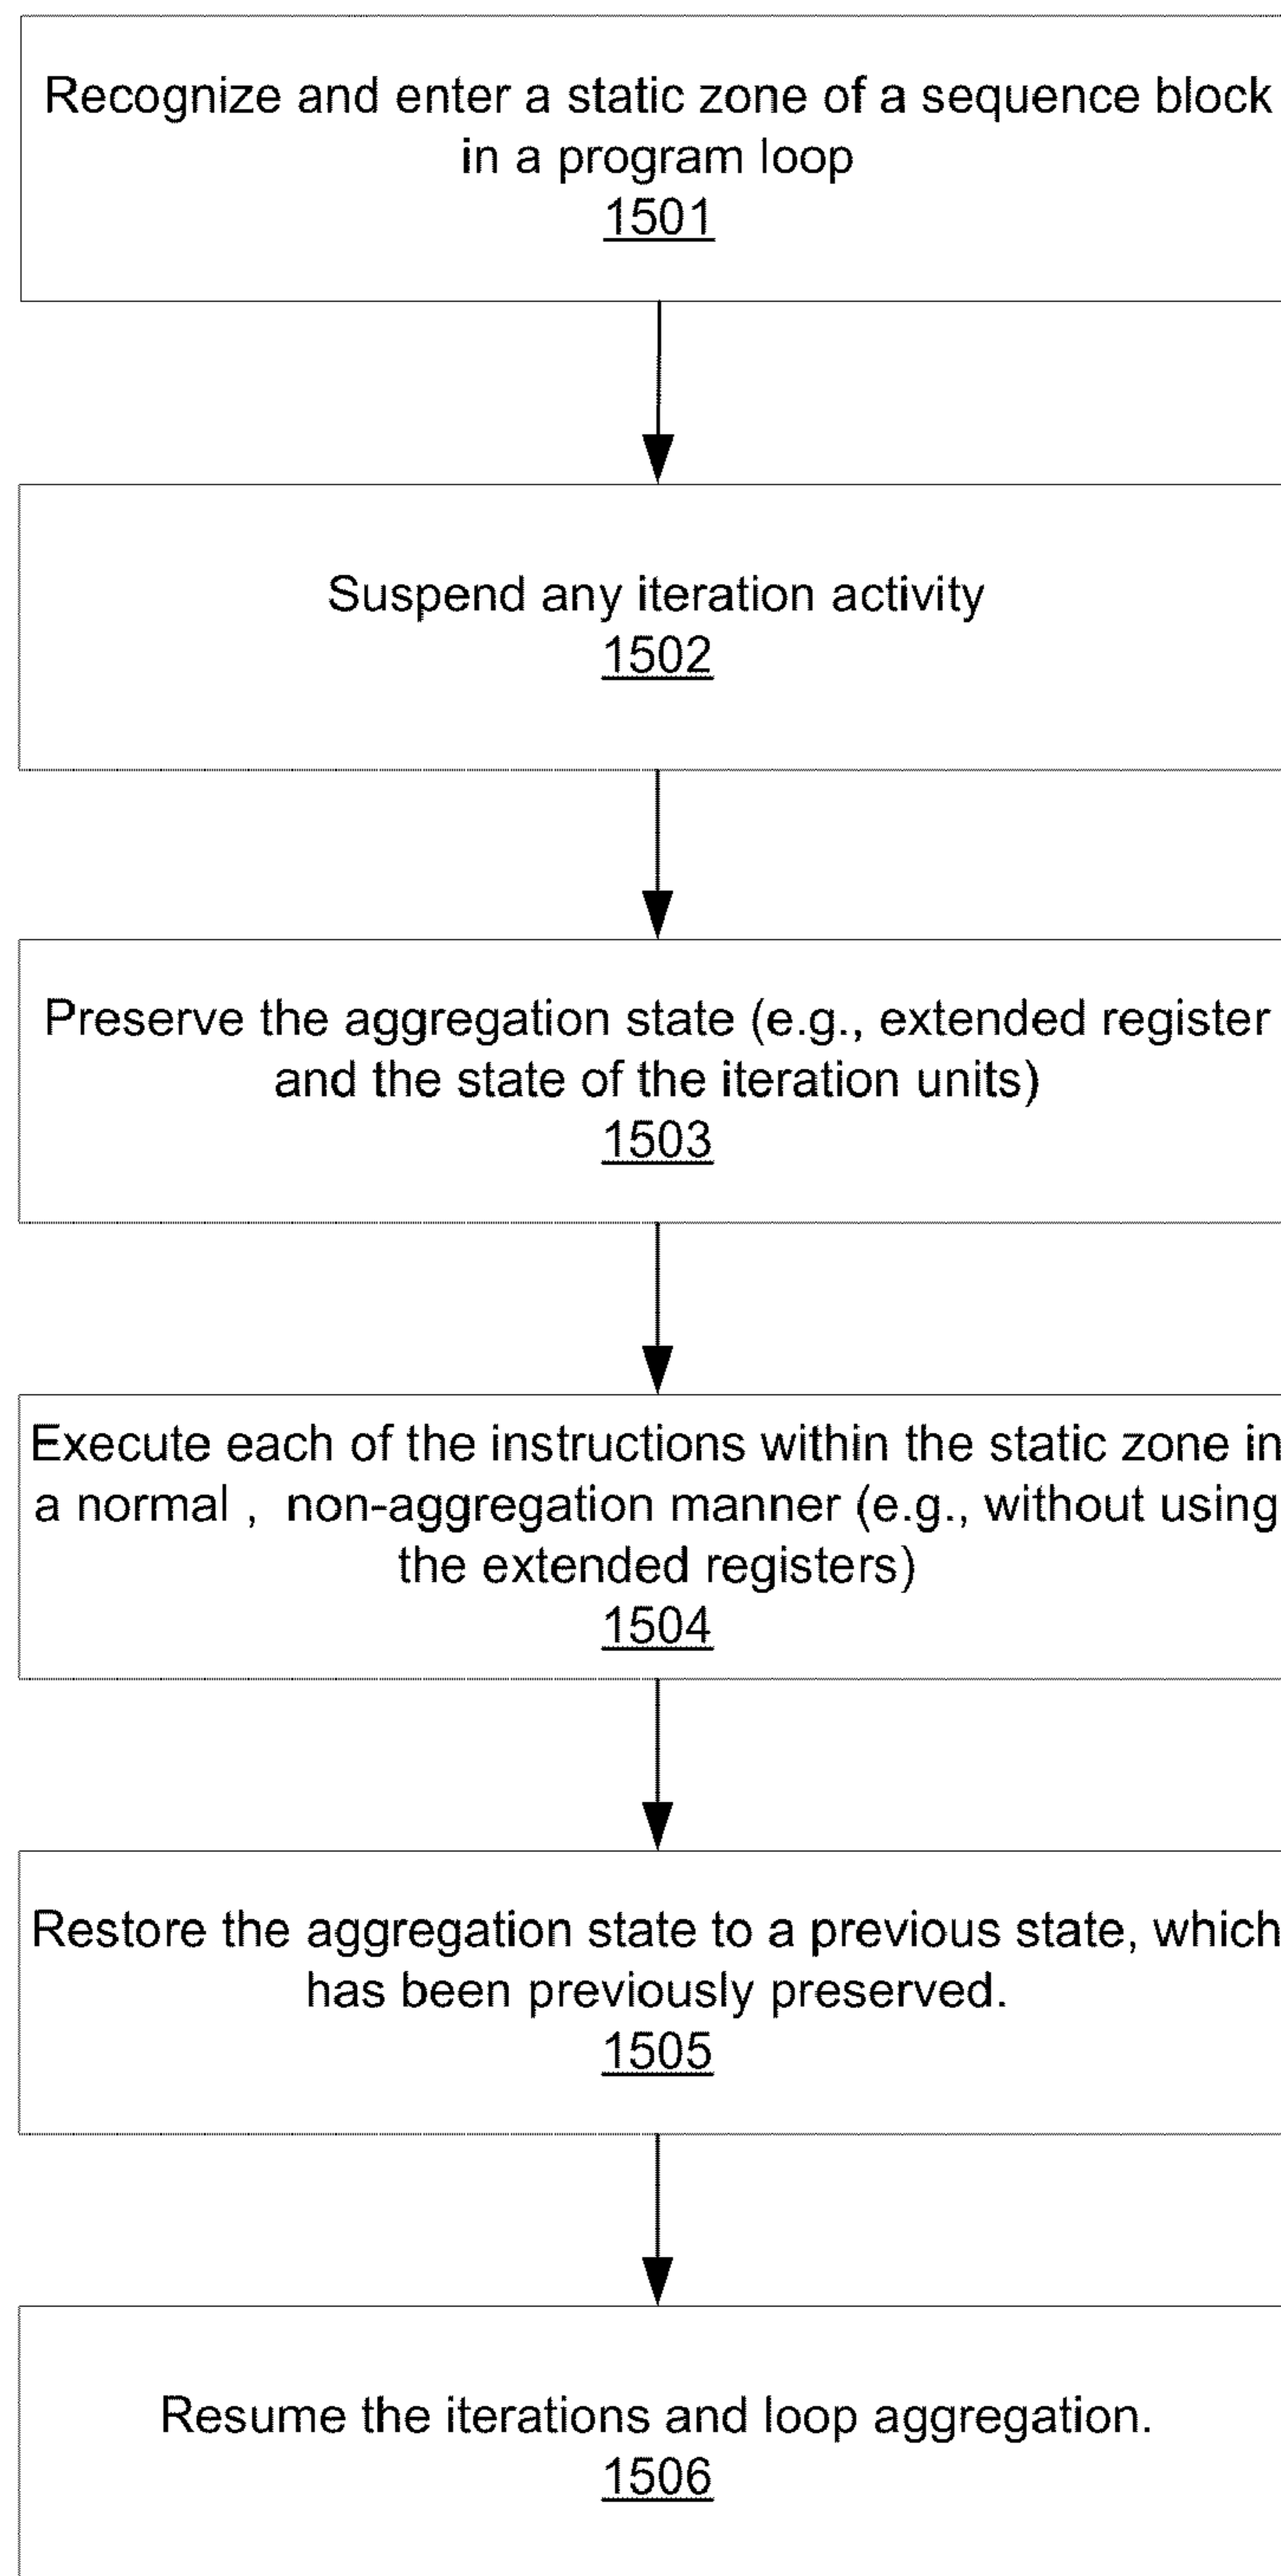 Recognize and enter a static zone of a sequence block
in a program loop
1501
Suspend any iteration activity
1502
Preserve the aggregation state (e.g., extended register
and the state of the iteration units)
1503
Execute each of the instructions within the static zone in
a normal ,  non-aggregation manner (e.g., without using
the extended registers)
1504
Restore the aggregation state to a previous state, which
has been previously preserved.
1505
Resume the iterations and loop aggregation.
1506